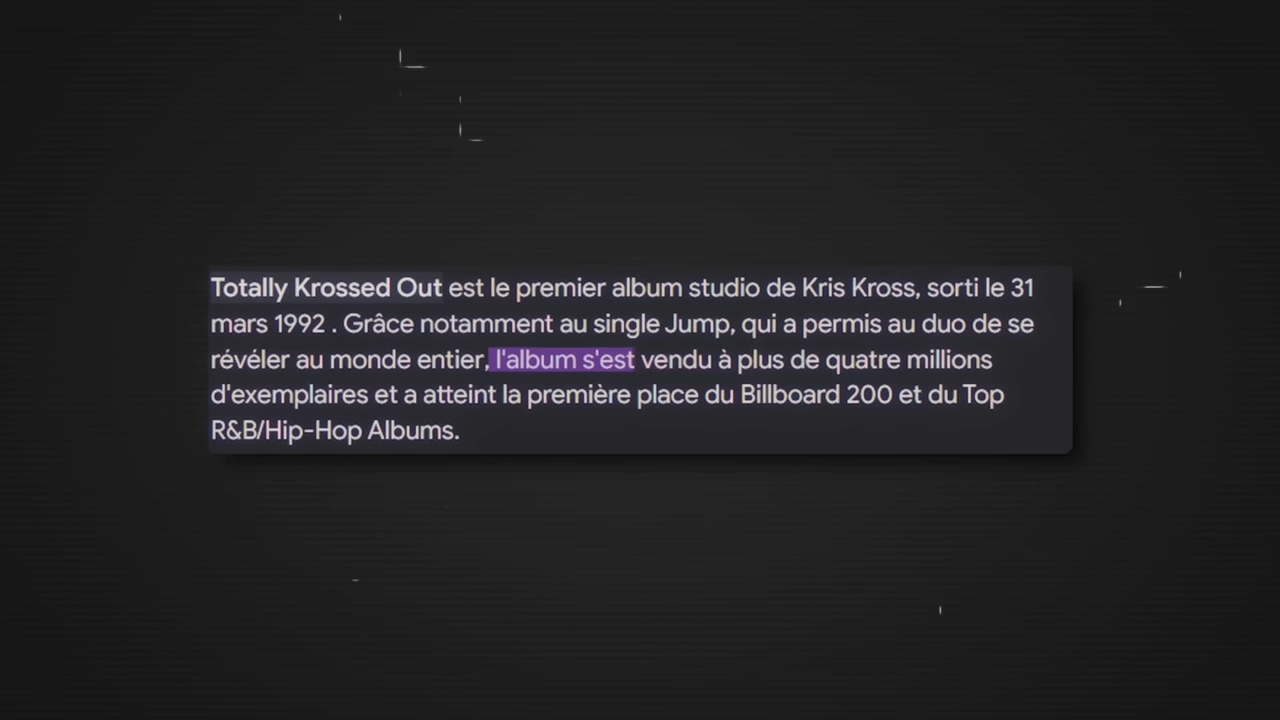 Totally Krossed Out est le premier album studio de Kris Kross, sorti le 31
mars 1992 . Grâce notamment au single Jump, qui a permis au duo de se
révéler au monde entier, l'album s'est vendu à plus de quatre millions
d'exemplaires et a atteint la première place du Billboard 200 et du Top
R&B/Hip-Hop Albums.